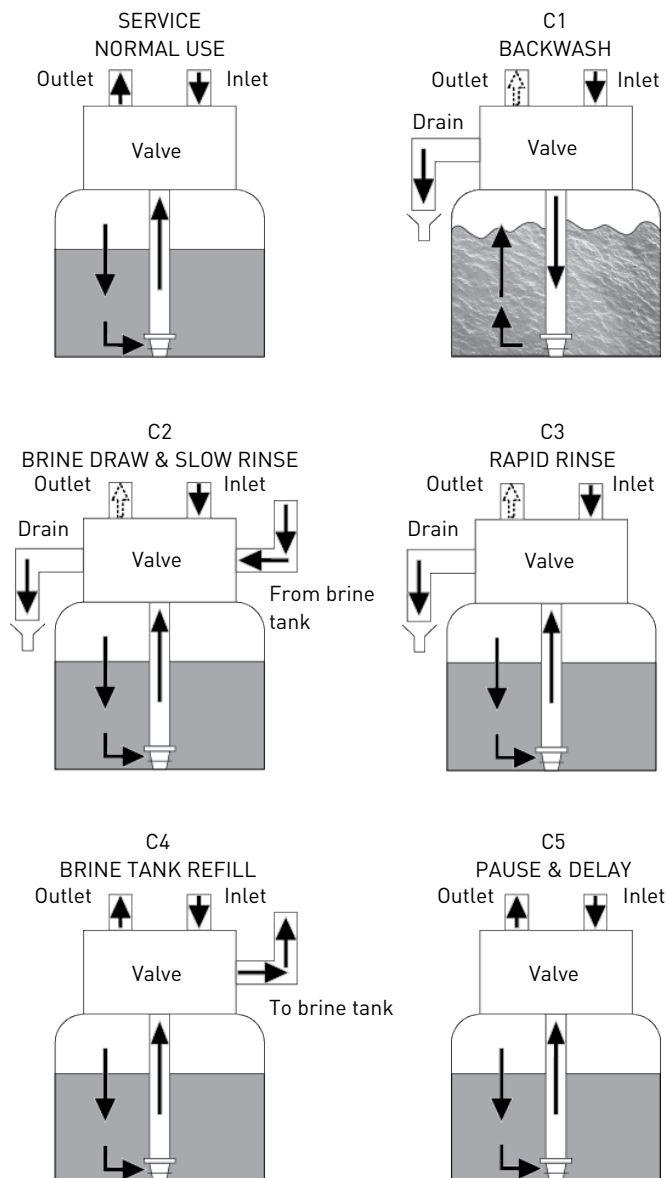 SERVICE
NORMAL USE
Outlet
Inlet
Valve
C1
BACKWASH
Outlet
Inlet
Drain
Valve
C2
BRINE DRAW & SLOW RINSE
Outlet
Inlet
Drain
Valve
From brine
tank
C3
RAPID RINSE
Outlet
Inlet
Drain
Valve
C4
BRINE TANK REFILL
Outlet
Inlet
Valve
To brine tank
C5
PAUSE & DELAY
Outlet
Inlet
Valve